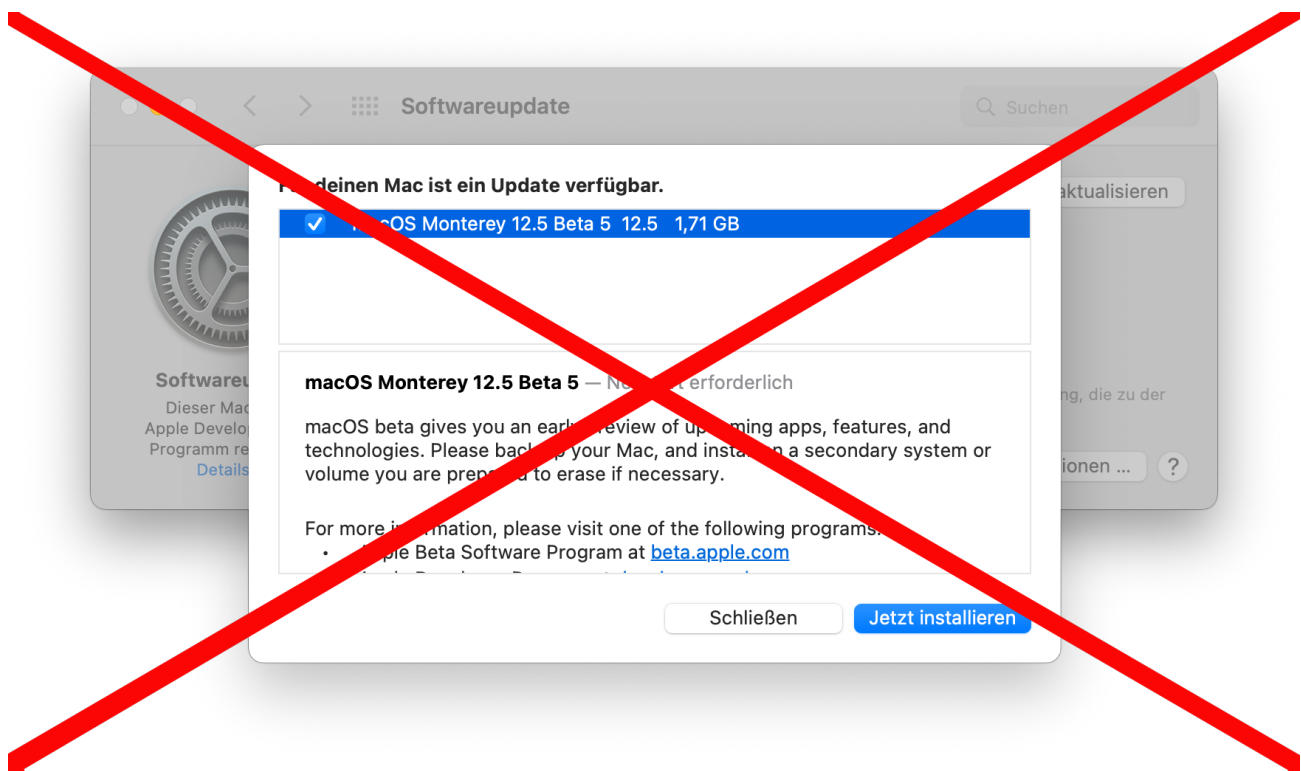 Softwareupdate
Suchen
deinen Mac ist ein Update verfügbar.
macOS Monterey 12.5 Beta 5 12.5 1,71 GB
aktualisieren
macOS Monterey 12.5 Beta 5 — erforderlich
macOS beta gives you an early preview of upcoming apps, features, and
technologies. Please back up your Mac, and install on a secondary system or
volume you are prepared to erase if necessary.
For more information, please visit one of the following programs:
• Apple Beta Software Program at beta.apple.com
Softwareu
Dieser Mac
Apple Develop
Programm re
Details
ng, die zu der
ionen ...
?
Schließen
Jetzt installieren